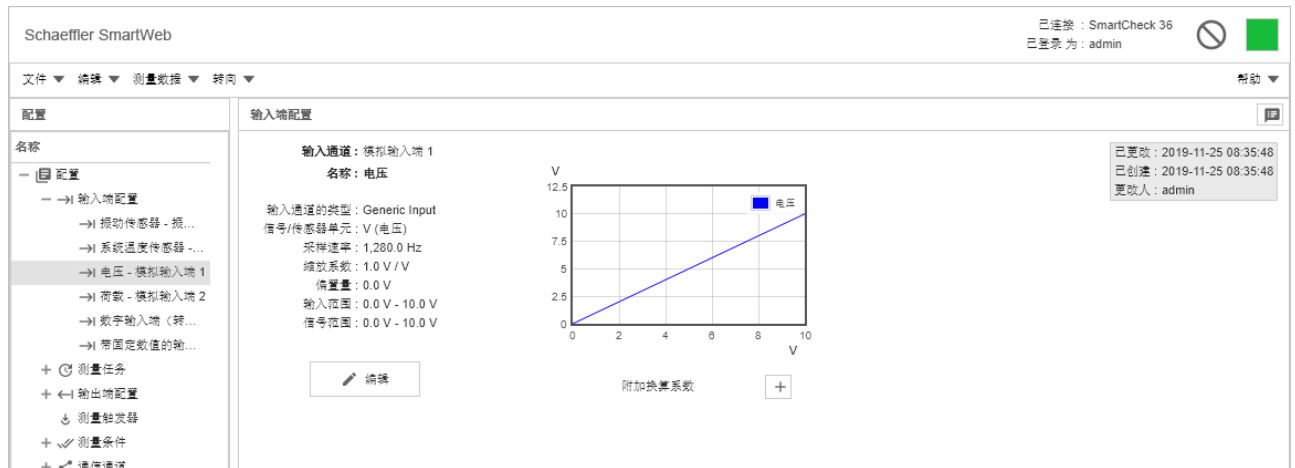 Schaeffler SmartWeb
已连接 : SmartCheck 36
已登录 为 : admin
文件 编辑 测量数据 转向 帮助
配置
名称
配置
输入端配置
振动传感器 - 振...
系统温度传感器 -...
电压 - 模拟输入端 1
荷载 - 模拟输入端 2
数字输入端（转...
带固定数值的输...
测量任务
输出端配置
测量触发器
测量条件
通信通道
输入端配置
输入通道 : 模拟输入端 1
名称 : 电压
输入通道的类型 : Generic Input
信号/传感器单元 : V (电压)
采样速率 : 1,280.0 Hz
缩放系数 : 1.0 V / V
偏置量 : 0.0 V
输入范围 : 0.0 V - 10.0 V
信号范围 : 0.0 V - 10.0 V
编辑
V
12.5
10
7.5
5
2.5
0
电压
0 2 4 6 8 10
V
附加换算系数
已更改 : 2019-11-25 08:35:48
已创建 : 2019-11-25 08:35:48
更改人 : admin